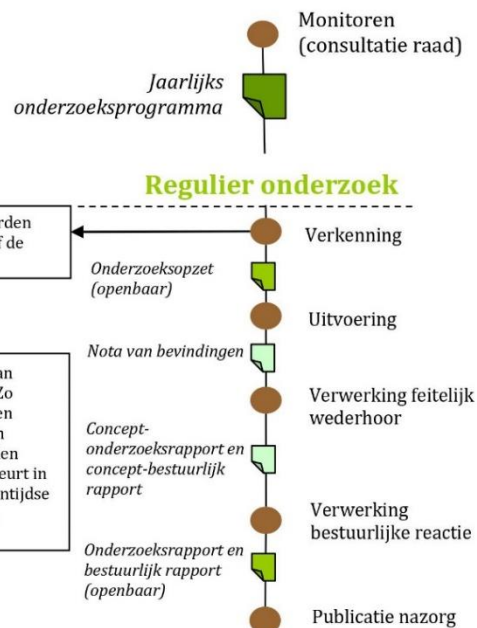 Monitoren
(consultatie raad)
Jaarlijks
onderzoeksprogramma
Regulier onderzoek
de
Verkenning
Onderzoeksopzet
(openbaar)
Uitvoering
Nota van bevindingen
Verwerking feitelijk
wederhoor
Concept-
onderzoeksrapport en
concept-bestuurlijk
rapport
Verwerking
bestuurlijke reactie
Onderzoeksrapport en
bestuurlijk rapport
(openbaar)
Publicatie nazorg